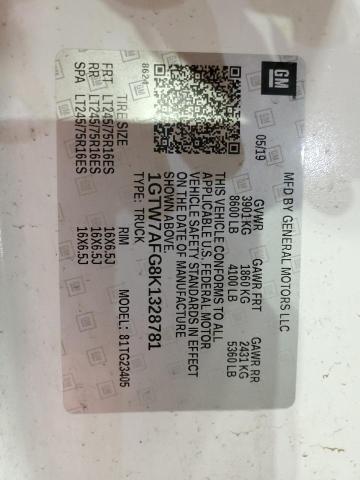 GM
MFD BY GENERAL MOTORS LLC
05/19
GVWR GAWR FRT GAWR RR
3901KG 1860 KG 2431 KG
8600 LB 4100 LB 5360 LB
THIS VEHICLE CONFORMS TO ALL
APPLICABLE U.S. FEDERAL MOTOR
VEHICLE SAFETY STANDARDS IN EFFECT
ON THE DATE OF MANUFACTURE
SHOWN ABOVE.
1GTW7AFG8K1328781
TYPE: TRUCK MODEL: 81TG23405
8624
TIRE SIZE RIM
FRT LT245/75R16ES 16X6.5J
RR LT245/75R16ES 16X6.5J
SPA LT245/75R16ES 16X6.5J